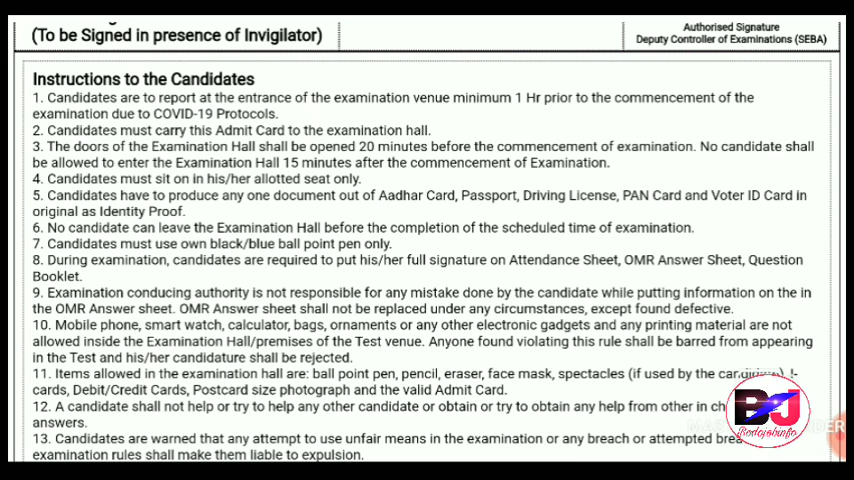 (To be Signed in presence of Invigilator)
Authorised Signature
Deputy Controller of Examinations (SEBA)
Instructions to the Candidates
1. Candidates are to report at the entrance of the examination venue minimum 1 Hr prior to the commencement of the
examination due to COVID-19 Protocols.
2. Candidates must carry this Admit Card to the examination hall.
3. The doors of the Examination Hall shall be opened 20 minutes before the commencement of examination. No candidate shall
be allowed to enter the Examination Hall 15 minutes after the commencement of Examination.
4. Candidates must sit on in his/her allotted seat only.
5. Candidates have to produce any one document out of Aadhar Card, Passport, Driving License, PAN Card and Voter ID Card in
original as Identity Proof.
6. No candidate can leave the Examination Hall before the completion of the scheduled time of examination.
7. Candidates must use own black/blue ball point pen only.
8. During examination, candidates are required to put his/her full signature on Attendance Sheet, OMR Answer Sheet, Question
Booklet.
9. Examination conducing authority is not responsible for any mistake done by the candidate while putting information on the in
the OMR Answer sheet. OMR Answer sheet shall not be replaced under any circumstances, except found defective.
10. Mobile phone, smart watch, calculator, bags, ornaments or any other electronic gadgets and any printing material are not
allowed inside the Examination Hall/premises of the Test venue. Anyone found violating this rule shall be barred from appearing
in the Test and his/her candidature shall be rejected.
11. Items allowed in the examination hall are: ball point pen, pencil, eraser, face mask, spectacles (if used by the
cards, Debit/Credit Cards, Postcard size photograph and the valid Admit Card.
12. A candidate shall not help or try to help any other candidate or obtain or try to obtain any help from other in
answers.
13. Candidates are warned that any attempt to use unfair means in the examination or any breach or attempted
examination rules shall make them liable to expulsion.
BJ
Bodojobinfo